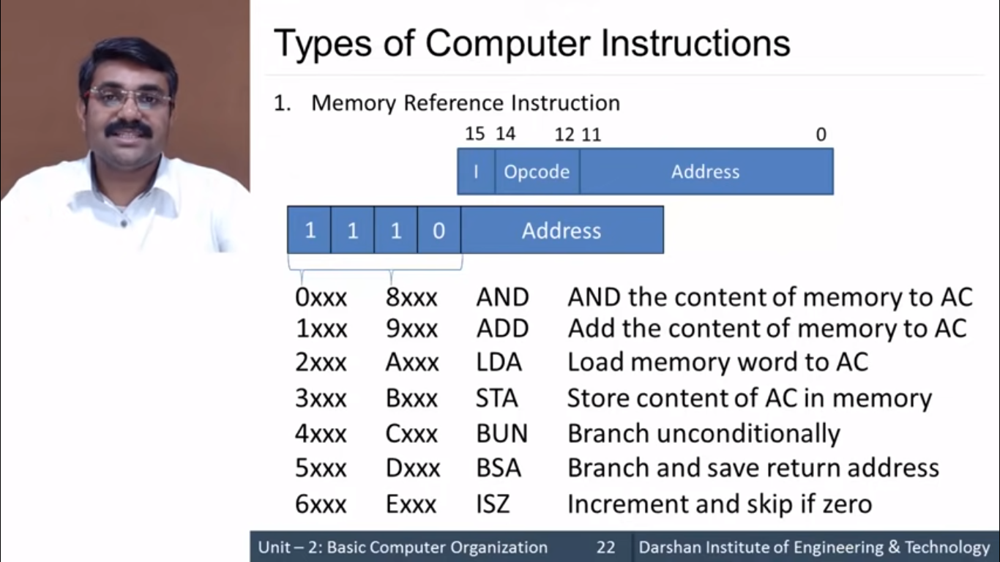 Types of Computer Instructions
1. Memory Reference Instruction
15 14 12 11 0
I Opcode Address
1 1 1 0 Address
0xxx 8xxx AND AND the content of memory to AC
1xxx 9xxx ADD Add the content of memory to AC
2xxx Axxx LDA Load memory word to AC
3xxx Bxxx STA Store content of AC in memory
4xxx Cxxx BUN Branch unconditionally
5xxx Dxxx BSA Branch and save return address
6xxx Exxx ISZ Increment and skip if zero
Unit – 2: Basic Computer Organization 22 Darshan Institute of Engineering & Technology